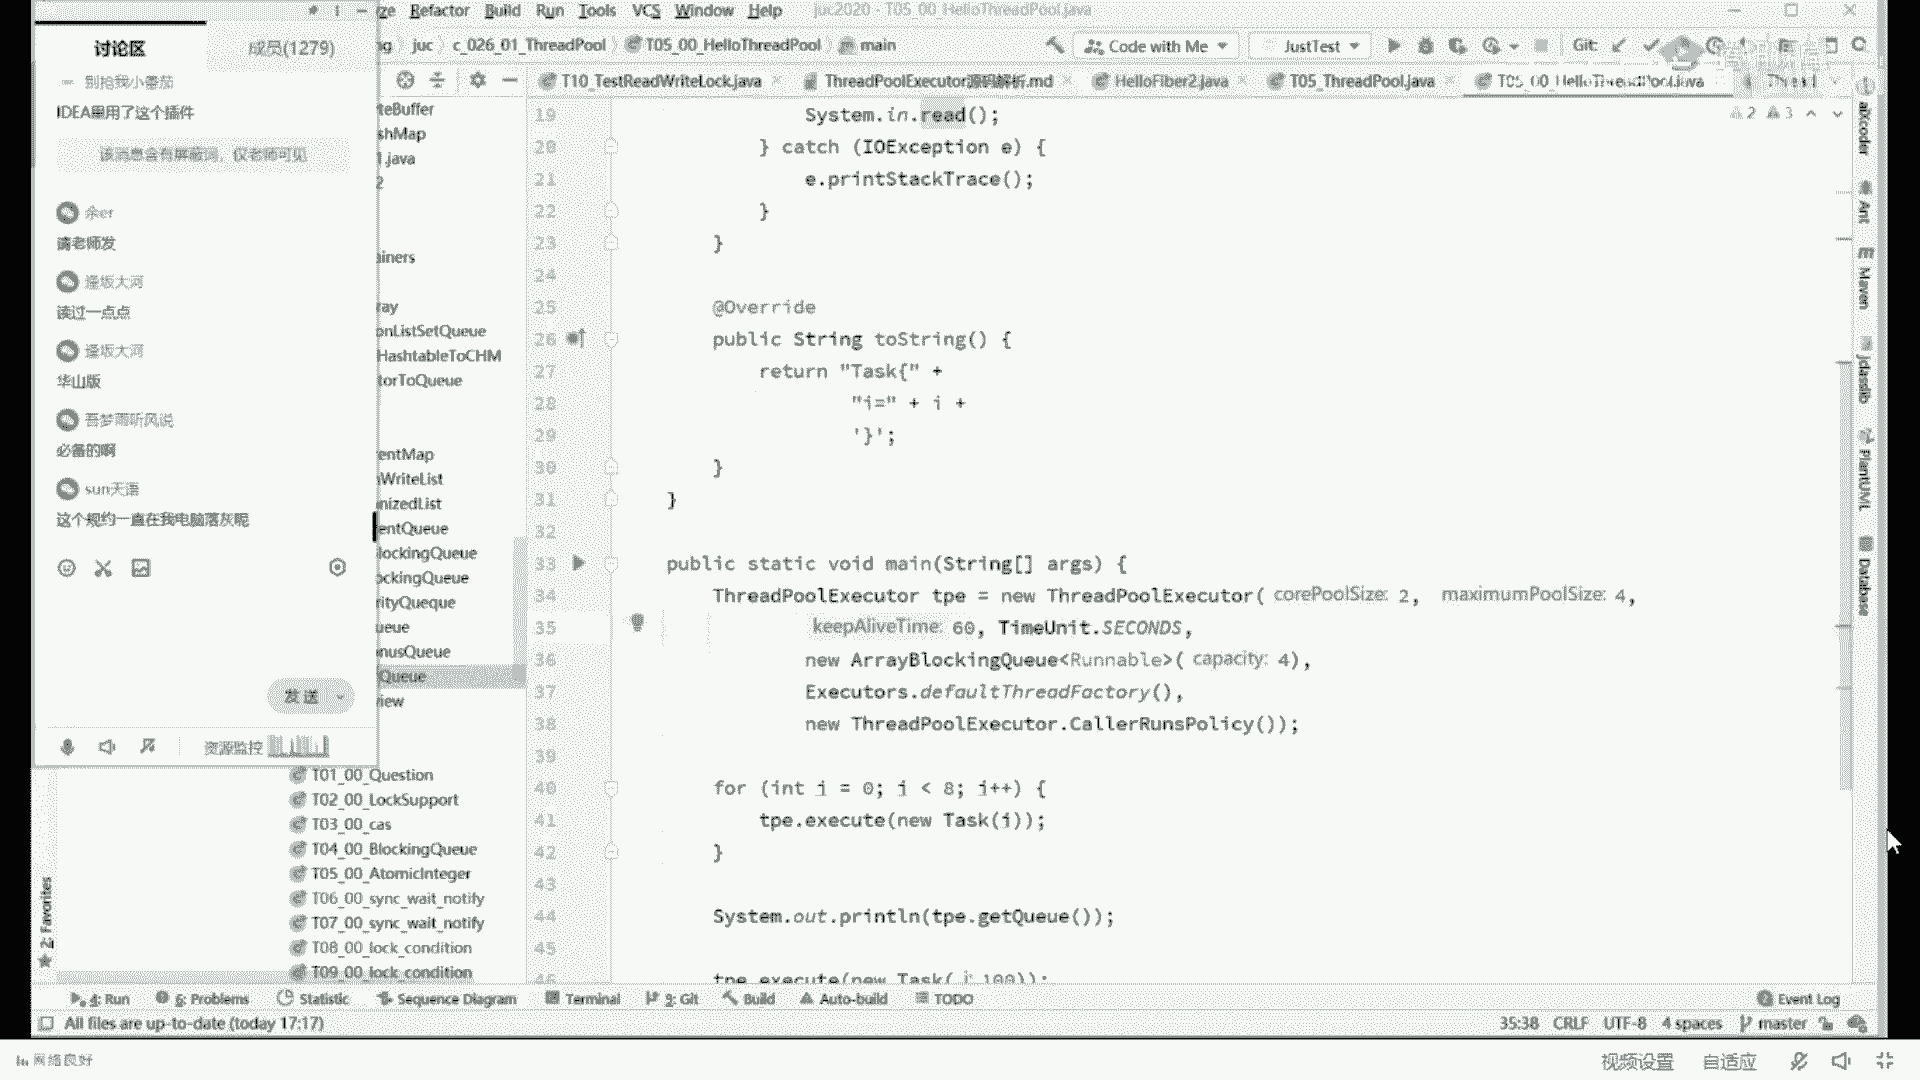 Refactor Build Run Tools VCS Window Help juc2020 - T05_00_HelloThreadPool.java
讨论区 成员(1279)
juc c_026_01_ThreadPool T05_00_HelloThreadPool main Code with Me JustTest Git:
T10_TestReadWriteLock.java ThreadPoolExecutor源码解析.md HelloFiber2.java T05_ThreadPool.java T05_00_HelloThreadPool.java
别抢我小番茄
IDEA里用了这个插件
该消息含有屏蔽词，仅老师可见
余er
请老师发
逢坂大河
读过一点点
逢坂大河
华山版
吾梦雨听风说
必备的啊
sun天语
这个规约一直在我电脑落灰呢
发送
资源监控
teBuffer
shMap
1.java
2
ainers
ray
onListSetQueue
HashtableToCHM
torToQueue
entMap
nWriteList
nizedList
entQueue
lockingQueue
ockingQueue
rityQueque
ueue
onusQueue
Queue
view
T01_00_Question
T02_00_LockSupport
T03_00_cas
T04_00_BlockingQueue
T05_00_AtomicInteger
T06_00_sync_wait_notify
T07_00_sync_wait_notify
T08_00_lock_condition
T09_00_lock_condition
2 3
19 System.in.read();
20 } catch (IOException e) {
21 e.printStackTrace();
22 }
23 }
24
25 @Override
26 public String toString() {
27 return "Task{" +
28 "i=" + i +
29 '}';
30 }
31 }
32
33 public static void main(String[] args) {
34 ThreadPoolExecutor tpe = new ThreadPoolExecutor( corePoolSize: 2, maximumPoolSize: 4,
35 keepAliveTime: 60, TimeUnit.SECONDS,
36 new ArrayBlockingQueue<Runnable>( capacity: 4),
37 Executors.defaultThreadFactory(),
38 new ThreadPoolExecutor.CallerRunsPolicy());
39
40 for (int i = 0; i < 8; i++) {
41 tpe.execute(new Task(i));
42 }
43
44 System.out.println(tpe.getQueue());
45
46 tpe.execute(new Task( i: 100));
aiXcoder
Ant
Maven
jclasslib
PlantUML
Database
2: Favorites
4: Run 6: Problems Statistic Sequence Diagram Terminal 9: Git Build Auto-build TODO Event Log
All files are up-to-date (today 17:17) 35:38 CRLF UTF-8 4 spaces master
网络良好 视频设置 自适应